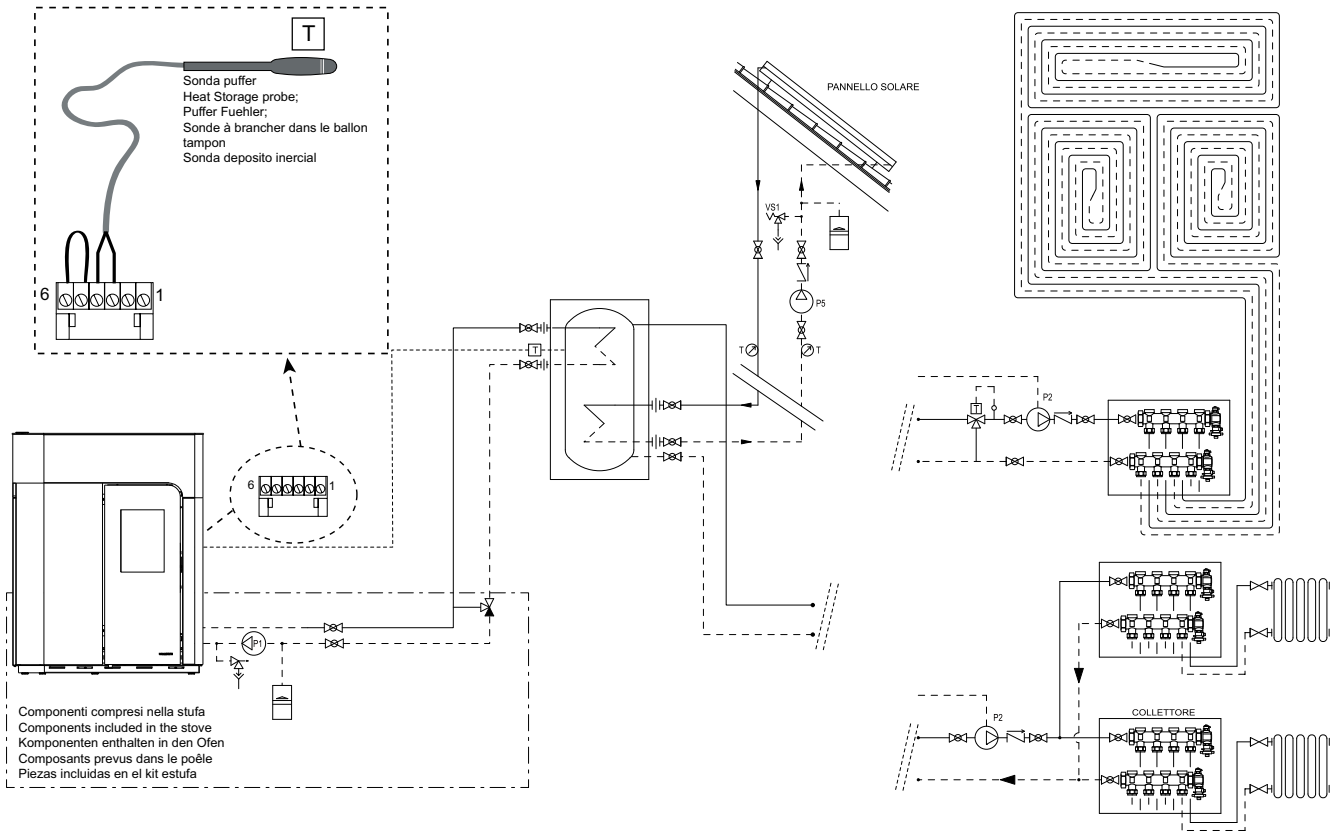 T
Sonda puffer
Heat Storage probe;
Puffer Fuehler;
Sonde à brancher dans le ballon
tampon
Sonda deposito inercial
6
1
PANNELLO SOLARE
VS1
P5
T
T
T
T
P2
6
1
P1
Componenti compresi nella stufa
Components included in the stove
Komponenten enthalten in den Ofen
Composants prevus dans le poêle
Piezas incluidas en el kit estufa
P2
COLLETTORE